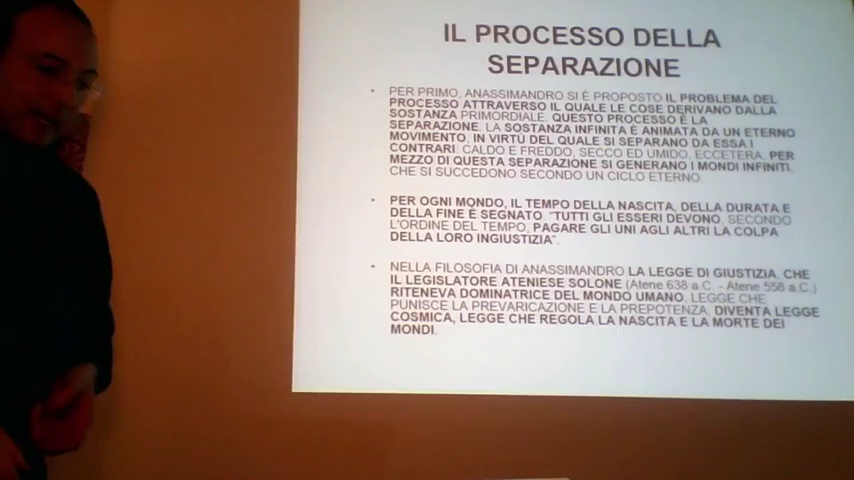 IL PROCESSO DELLA
SEPARAZIONE
• PER PRIMO, ANASSIMANDRO SI È PROPOSTO IL PROBLEMA DEL
PROCESSO ATTRAVERSO IL QUALE LE COSE DERIVANO DALLA
SOSTANZA PRIMORDIALE. QUESTO PROCESSO È LA
SEPARAZIONE. LA SOSTANZA INFINITA È ANIMATA DA UN ETERNO
MOVIMENTO, IN VIRTÙ DEL QUALE SI SEPARANO DA ESSA I
CONTRARI: CALDO E FREDDO, SECCO ED UMIDO, ECCETERA. PER
MEZZO DI QUESTA SEPARAZIONE SI GENERANO I MONDI INFINITI,
CHE SI SUCCEDONO SECONDO UN CICLO ETERNO.
• PER OGNI MONDO, IL TEMPO DELLA NASCITA, DELLA DURATA E
DELLA FINE È SEGNATO. "TUTTI GLI ESSERI DEVONO, SECONDO
L'ORDINE DEL TEMPO, PAGARE GLI UNI AGLI ALTRI LA COLPA
DELLA LORO INGIUSTIZIA".
• NELLA FILOSOFIA DI ANASSIMANDRO LA LEGGE DI GIUSTIZIA, CHE
IL LEGISLATORE ATENIESE SOLONE (Atene 638 a.C. - Atene 558 a.C.)
RITENEVA DOMINATRICE DEL MONDO UMANO, LEGGE CHE
PUNISCE LA PREVARICAZIONE E LA PREPOTENZA, DIVENTA LEGGE
COSMICA, LEGGE CHE REGOLA LA NASCITA E LA MORTE DEI
MONDI.